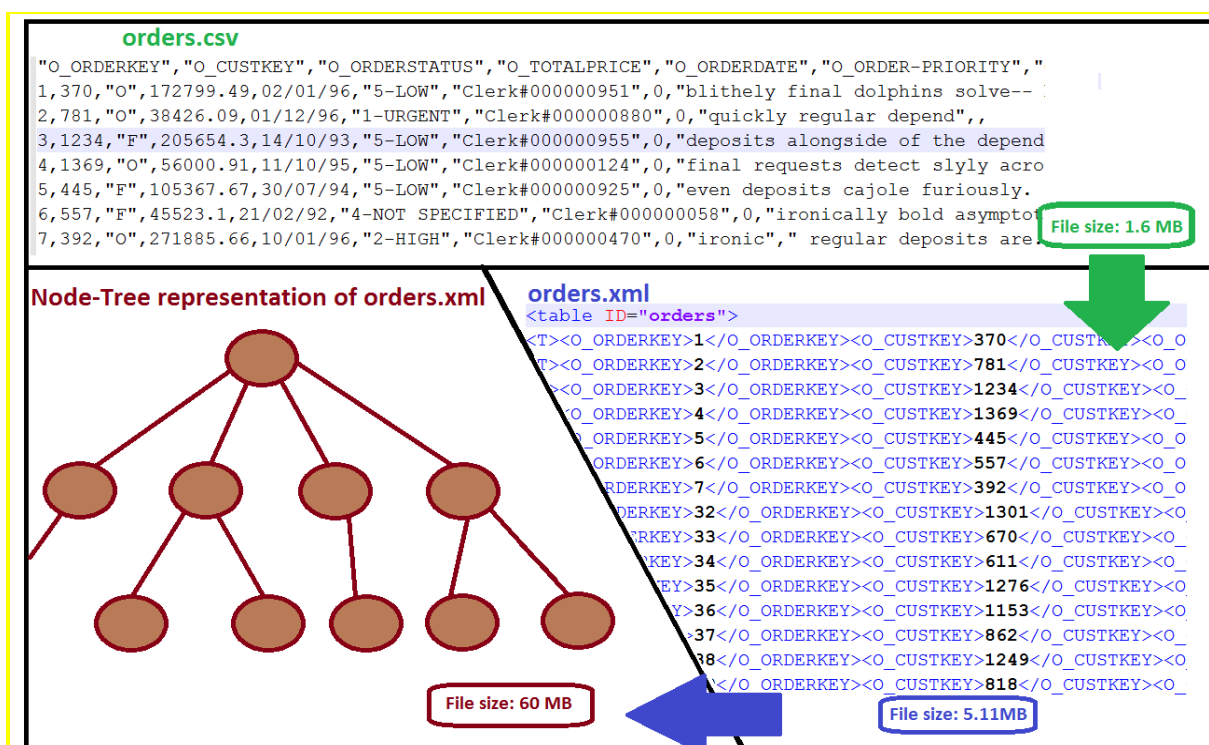 orders.csv
"O_ORDERKEY","O_CUSTKEY","O_ORDERSTATUS","O_TOTALPRICE","O_ORDERDATE","O_ORDER-PRIORITY","
1,370,"O",172799.49,02/01/96,"5-LOW","Clerk#000000951",0,"blithely final dolphins solve--
2,781,"O",38426.09,01/12/96,"1-URGENT","Clerk#000000880",0,"quickly regular depend",,
3,1234,"F",205654.3,14/10/93,"5-LOW","Clerk#000000955",0,"deposits alongside of the depend
4,1369,"O",56000.91,11/10/95,"5-LOW","Clerk#000000124",0,"final requests detect slyly acro
5,445,"F",105367.67,30/07/94,"5-LOW","Clerk#000000925",0,"even deposits cajole furiously.
6,557,"F",45523.1,21/02/92,"4-NOT SPECIFIED","Clerk#000000058",0,"ironically bold asymptot
7,392,"O",271885.66,10/01/96,"2-HIGH","Clerk#000000470",0,"ironic"," regular deposits are.
File size: 1.6 MB
Node-Tree representation of orders.xml
File size: 60 MB
orders.xml
<table ID="orders">
<T><O_ORDERKEY>1</O_ORDERKEY><O_CUSTKEY>370</O_CUSTKEY><O_O
T><O_ORDERKEY>2</O_ORDERKEY><O_CUSTKEY>781</O_CUSTKEY><O_O
><O_ORDERKEY>3</O_ORDERKEY><O_CUSTKEY>1234</O_CUSTKEY><O_
<O_ORDERKEY>4</O_ORDERKEY><O_CUSTKEY>1369</O_CUSTKEY><O_
O_ORDERKEY>5</O_ORDERKEY><O_CUSTKEY>445</O_CUSTKEY><O_O
ORDERKEY>6</O_ORDERKEY><O_CUSTKEY>557</O_CUSTKEY><O_O
RDERKEY>7</O_ORDERKEY><O_CUSTKEY>392</O_CUSTKEY><O_O
DERKEY>32</O_ORDERKEY><O_CUSTKEY>1301</O_CUSTKEY><O_
ERKEY>33</O_ORDERKEY><O_CUSTKEY>670</O_CUSTKEY><O_
KEY>34</O_ORDERKEY><O_CUSTKEY>611</O_CUSTKEY><O_
EY>35</O_ORDERKEY><O_CUSTKEY>1276</O_CUSTKEY><O_
Y>36</O_ORDERKEY><O_CUSTKEY>1153</O_CUSTKEY><O_
>37</O_ORDERKEY><O_CUSTKEY>862</O_CUSTKEY><O_
38</O_ORDERKEY><O_CUSTKEY>1249</O_CUSTKEY><O_
</O_ORDERKEY><O_CUSTKEY>818</O_CUSTKEY><O_
File size: 5.11MB